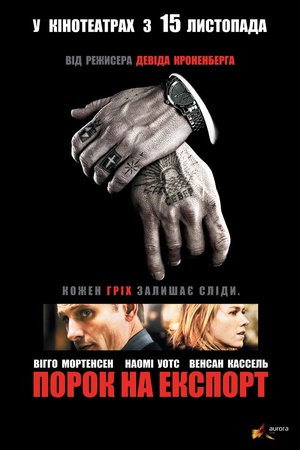 У КІНОТЕАТРАХ З 15 ЛИСТОПАДА
ВІД РЕЖИСЕРА ДЕВІДА КРОНЕНБЕРГА
СЕВЕР
КОЖЕН ГРІХ ЗАЛИШАЄ СЛІДИ.
ВІГГО МОРТЕНСЕН НАОМІ УОТС ВЕНСАН КАССЕЛЬ
ПОРОК НА ЕКСПОРТ
aurora